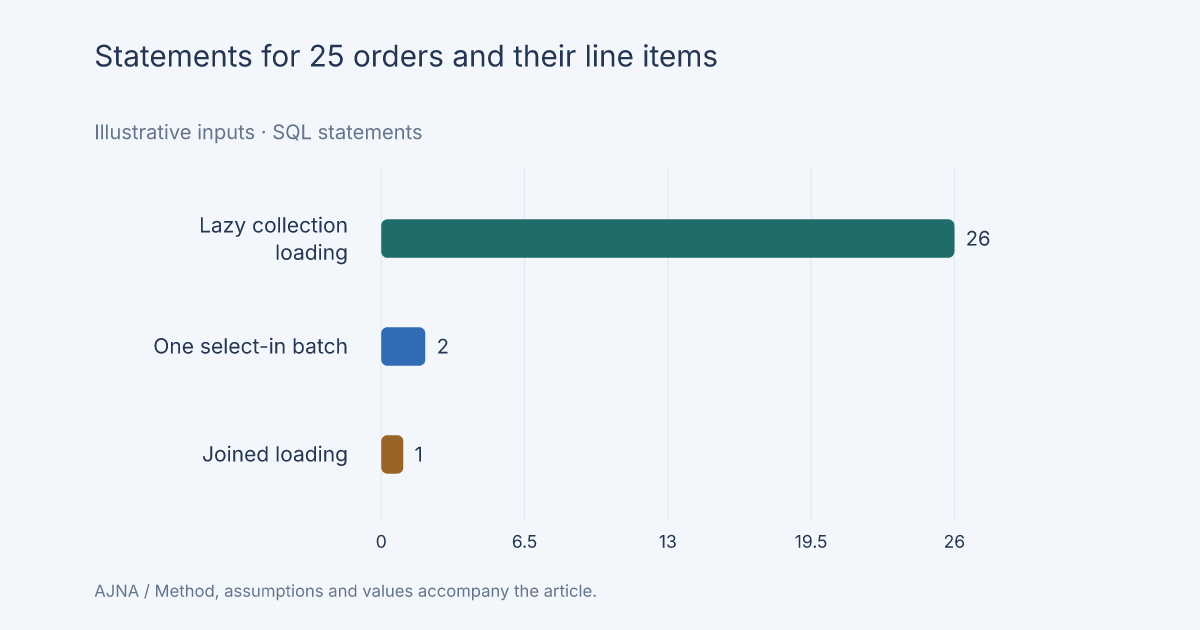 Statements for 25 orders and their line items
Illustrative inputs · SQL statements
Lazy collection
loading
26
One select-in batch
2
Joined loading
1
0
6.5
13
19.5
26
AJNA / Method, assumptions and values accompany the article.